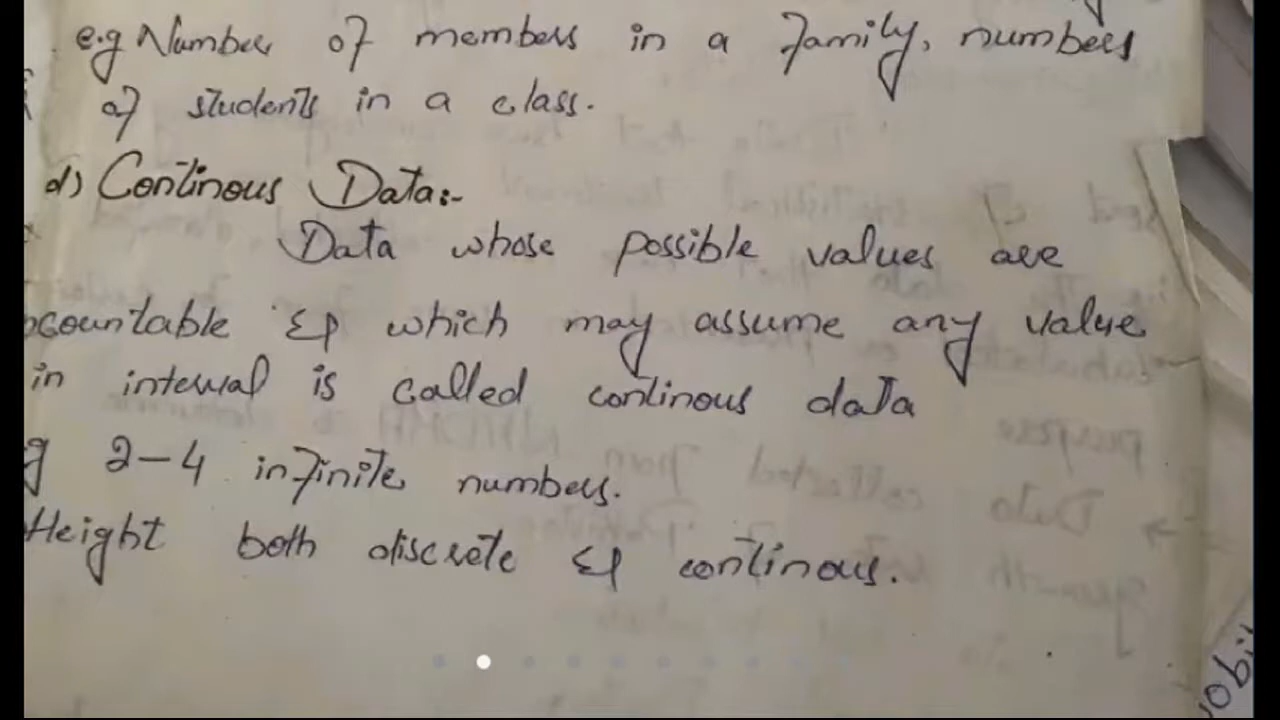 e.g Number of members in a family, numbers
of students in a class.
d) Continous Data:-
Data whose possible values are
countable & which may assume any value
in interval is called continous data
g 2-4 infinite numbers.
Height both discrete & continous.